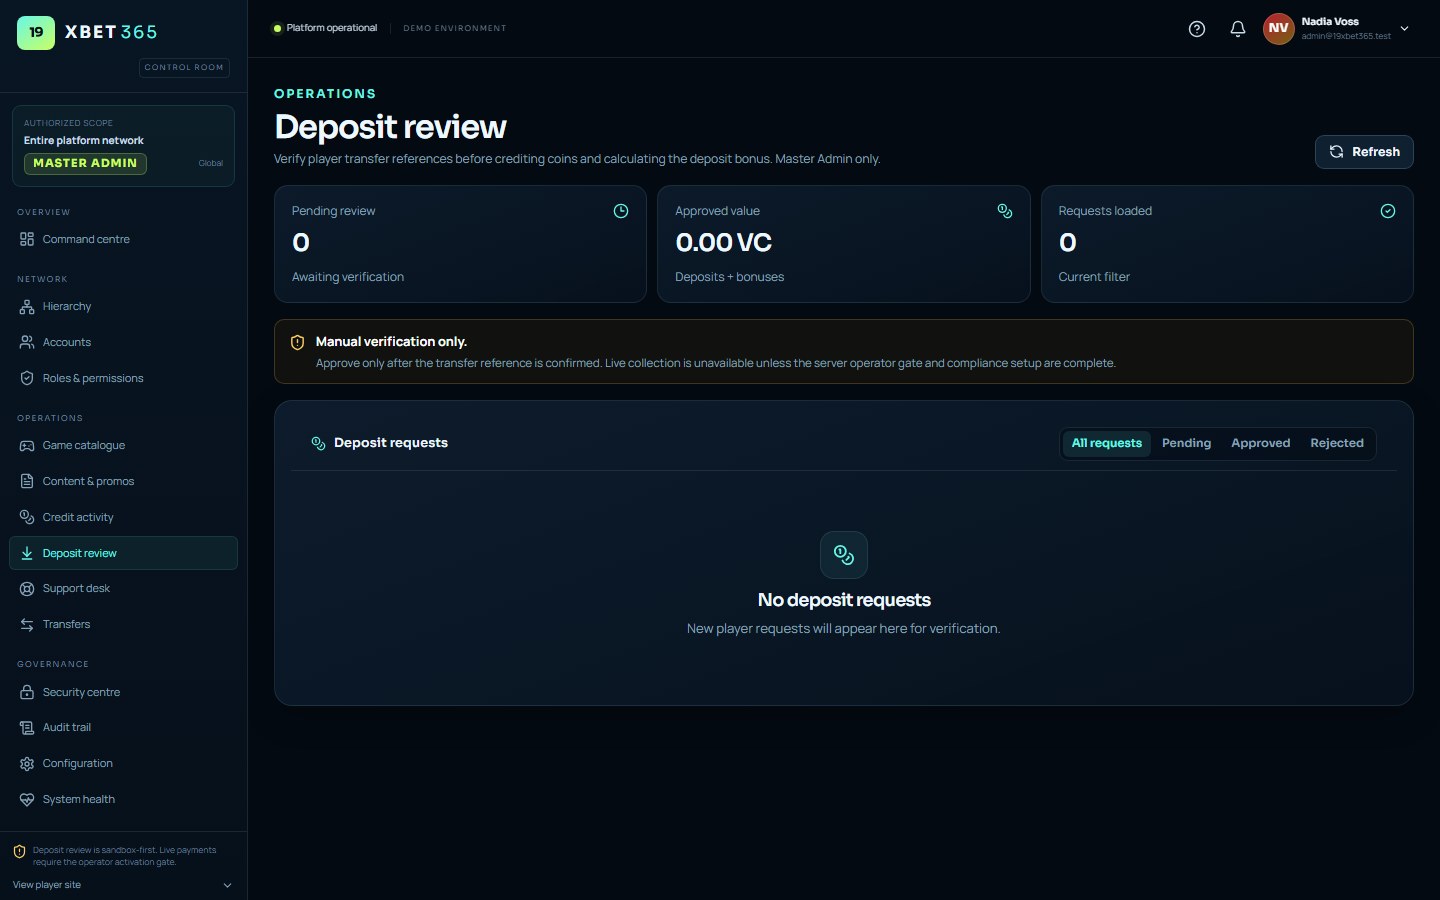 19 XBET 365
CONTROL ROOM
AUTHORIZED SCOPE
Entire platform network
MASTER ADMIN Global
OVERVIEW
Command centre
NETWORK
Hierarchy
Accounts
Roles & permissions
OPERATIONS
Game catalogue
Content & promos
Credit activity
Deposit review
Support desk
Transfers
GOVERNANCE
Security centre
Audit trail
Configuration
System health
Deposit review is sandbox-first. Live payments
require the operator activation gate.
View player site
Platform operational DEMO ENVIRONMENT
NV Nadia Voss
admin@19xbet365.test
OPERATIONS
Deposit review
Verify player transfer references before crediting coins and calculating the deposit bonus. Master Admin only.
Refresh
Pending review
0
Awaiting verification
Approved value
0.00 VC
Deposits + bonuses
Requests loaded
0
Current filter
Manual verification only.
Approve only after the transfer reference is confirmed. Live collection is unavailable unless the server operator gate and compliance setup are complete.
Deposit requests
All requests Pending Approved Rejected
No deposit requests
New player requests will appear here for verification.